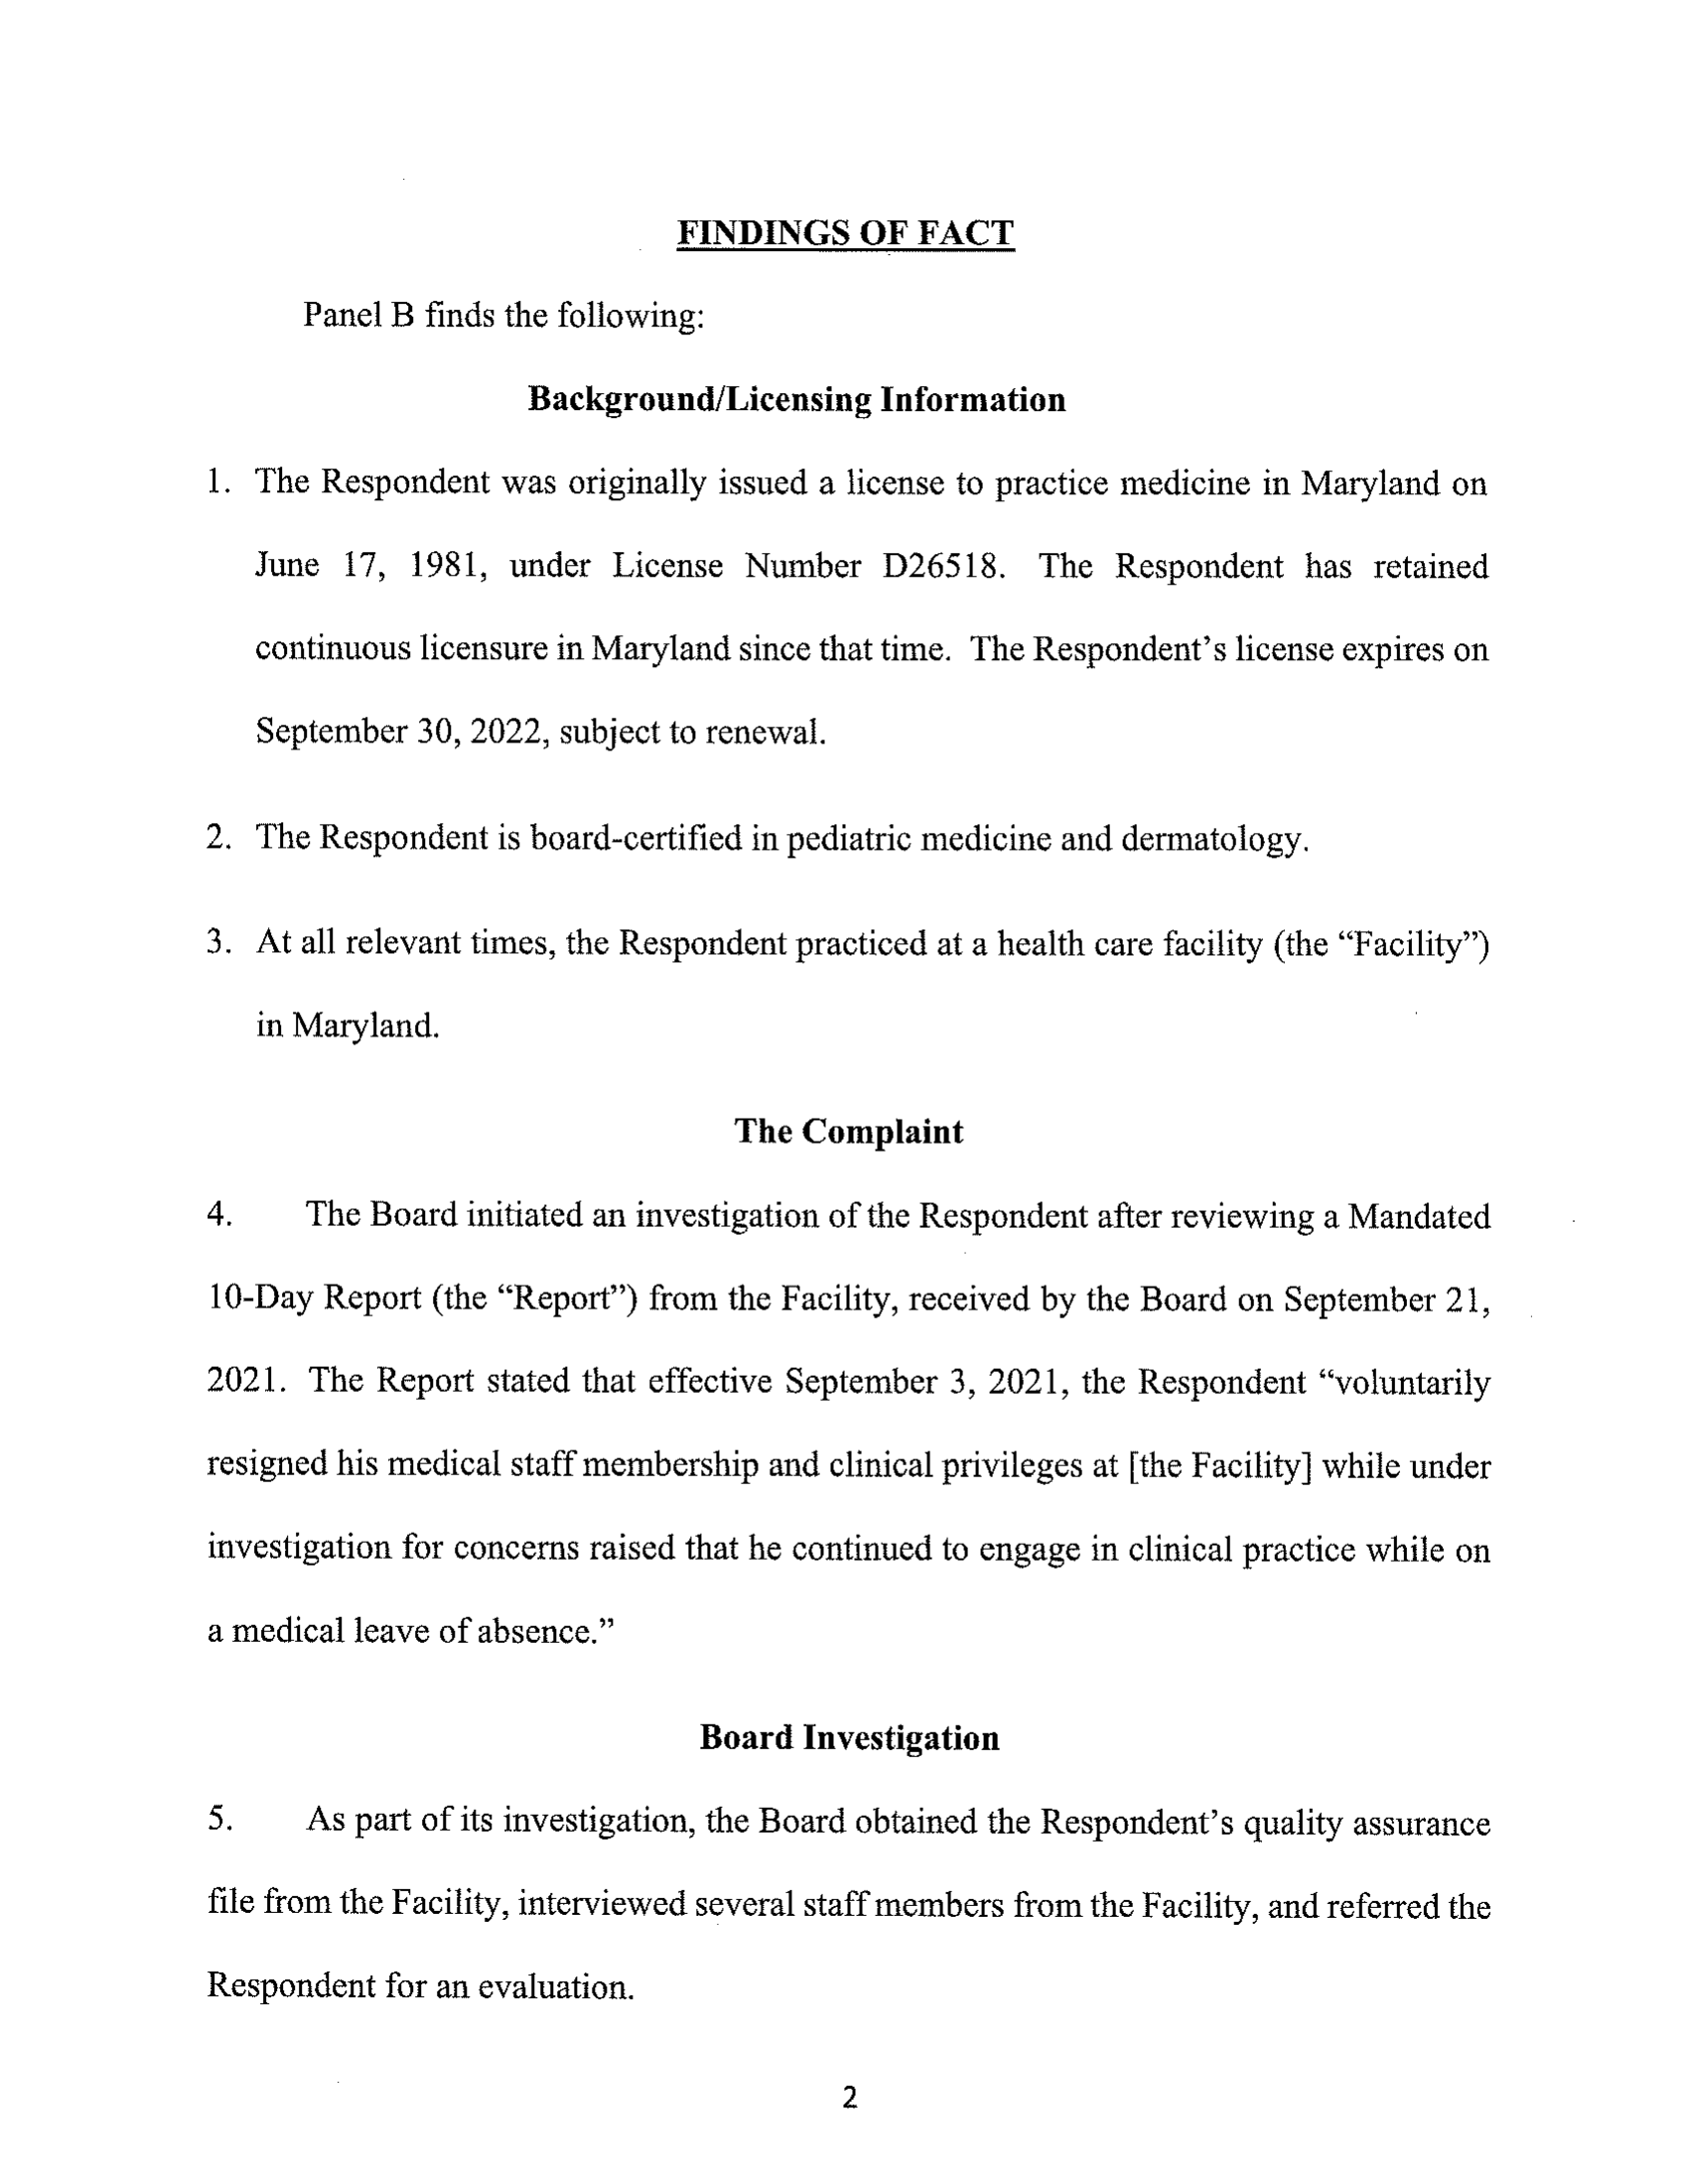 FINDINGS OF FACT
Panel B finds the following:
Background/Licensing Information
1. The Respondent was originally issued a license to practice medicine in Maryland on
June 17, 1981, under License Number D26518. The Respondent has retained
continuous licensure in Maryland since that time. The Respondent’s license expires on
September 30, 2022, subject to renewal.
2. The Respondent is board-certified in pediatric medicine and dermatology.
3. At all relevant times, the Respondent practiced at a health care facility (the “Facility”)
in Maryland.
The Complaint
4. The Board initiated an investigation of the Respondent after reviewing a Mandated
10-Day Report (the “Report”) from the Facility, received by the Board on September 21,
2021. The Report stated that effective September 3, 2021, the Respondent “voluntarily
resigned his medical staff membership and clinical privileges at [the Facility] while under
investigation for concerns raised that he continued to engage in clinical practice while on
a medical leave of absence.”
Board Investigation
5. As part of its investigation, the Board obtained the Respondent’s quality assurance
file from the Facility, interviewed several staff members from the Facility, and referred the
Respondent for an evaluation.
2